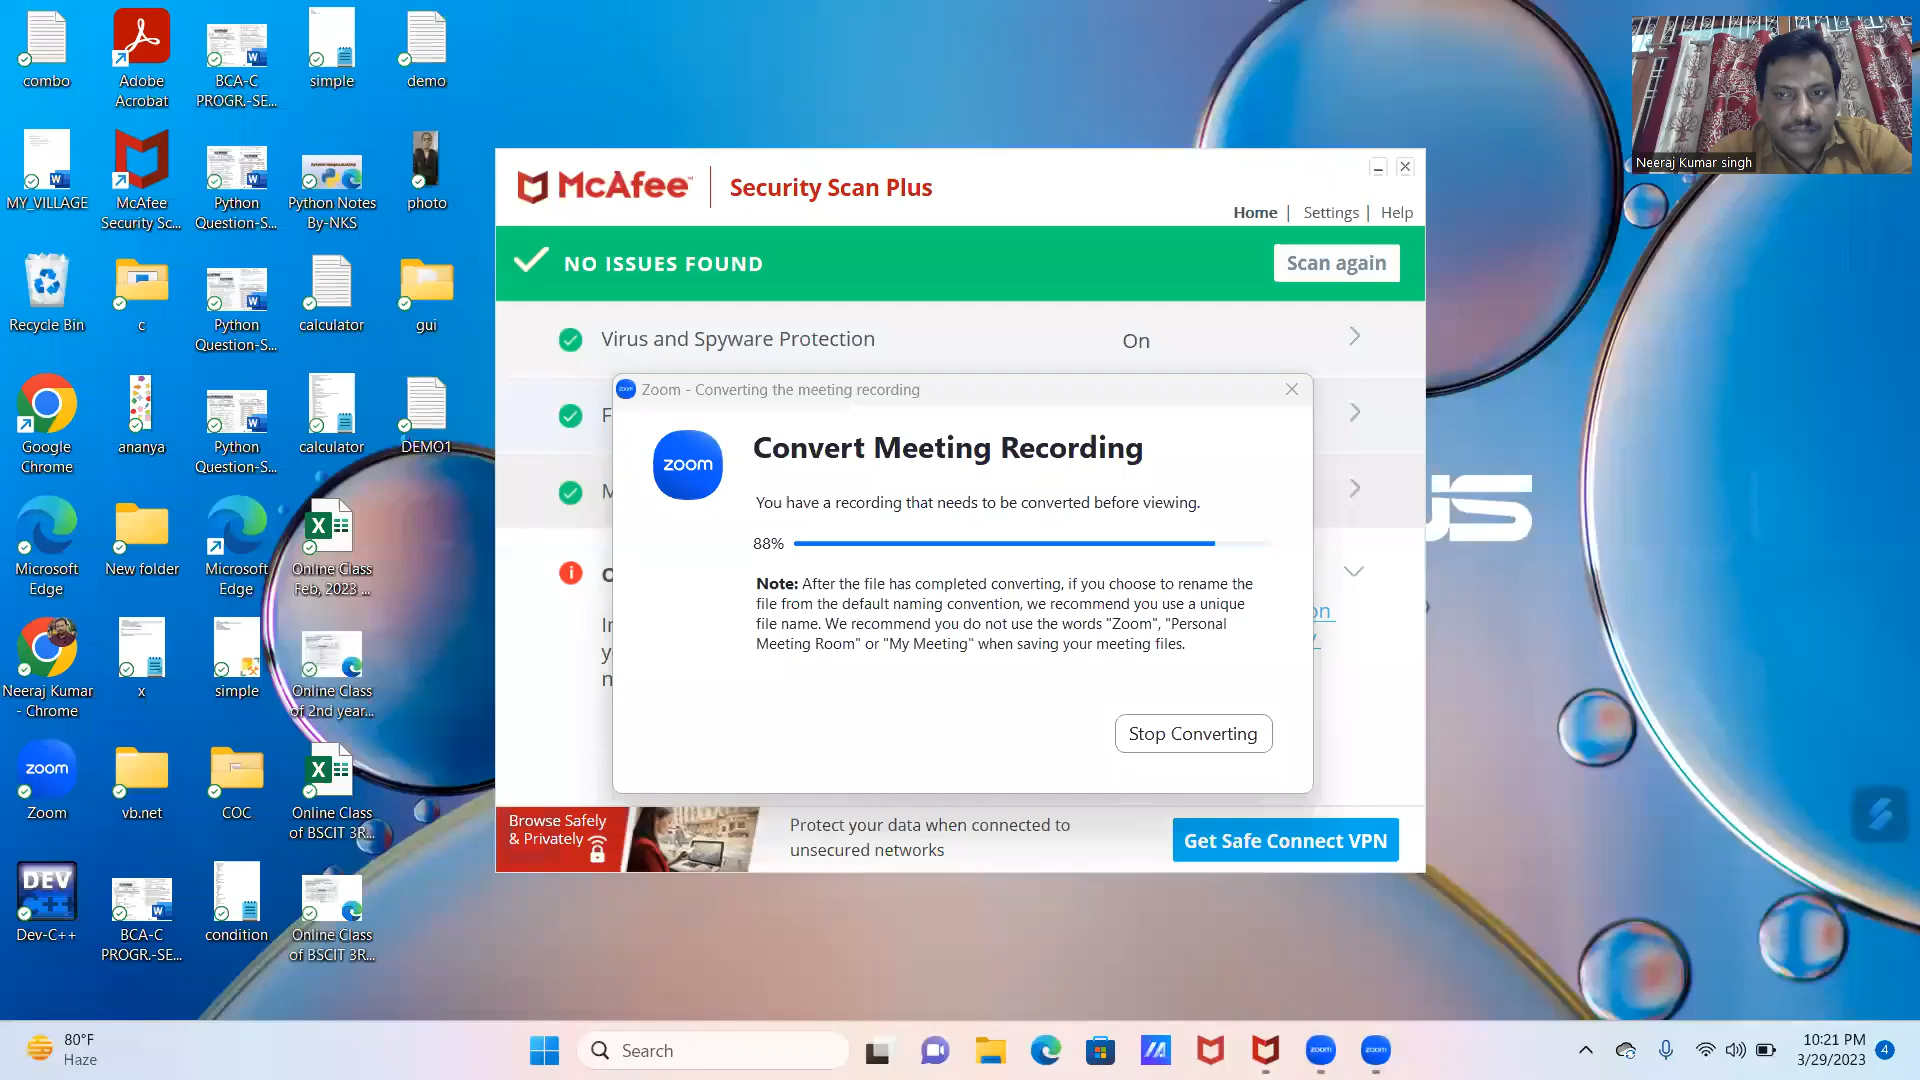 combo
Adobe
Acrobat
BCA-C
PROGR.-SE...
simple
demo
Neeraj Kumar singh
MY_VILLAGE
McAfee
Security Sc...
Python
Question-S...
Python Notes
By-NKS
photo
Recycle Bin
c
Python
Question-S...
calculator
gui
Google
Chrome
ananya
Python
Question-S...
calculator
DEMO1
Microsoft
Edge
New folder
Microsoft
Edge
Online Class
Feb, 2023 ...
Neeraj Kumar
- Chrome
x
simple
Online Class
of 2nd year...
zoom
Zoom
vb.net
COC
Online Class
of BSCIT 3R...
DEV
C++
Dev-C++
BCA-C
PROGR.-SE...
condition
Online Class
of BSCIT 3R...
McAfee™
Security Scan Plus
Home | Settings | Help
NO ISSUES FOUND
Scan again
Virus and Spyware Protection
On
zoom
Zoom - Converting the meeting recording
zoom
Convert Meeting Recording
You have a recording that needs to be converted before viewing.
88%
Note: After the file has completed converting, if you choose to rename the
file from the default naming convention, we recommend you use a unique
file name. We recommend you do not use the words "Zoom", "Personal
Meeting Room" or "My Meeting" when saving your meeting files.
Stop Converting
Browse Safely
& Privately
Protect your data when connected to
unsecured networks
Get Safe Connect VPN
80°F
Haze
Search
zoom
zoom
10:21 PM
3/29/2023
4